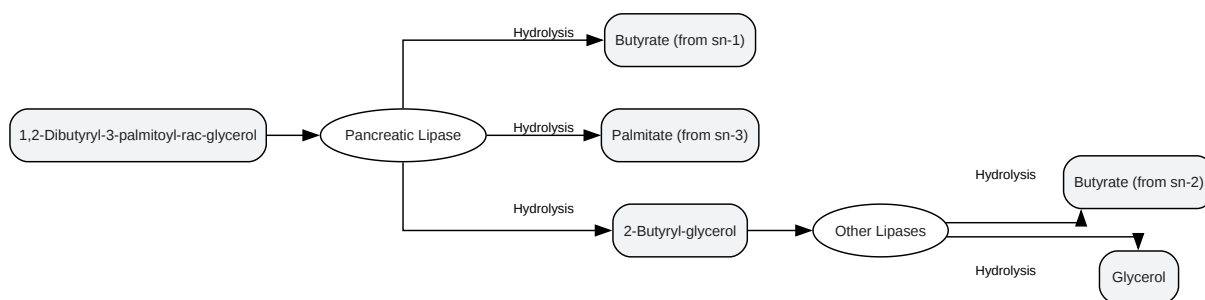 Hydrolysis
Butyrate (from sn-1)
1,2-Dibutyryl-3-palmitoyl-rac-glycerol
Pancreatic Lipase
Hydrolysis
Palmitate (from sn-3)
Hydrolysis
2-Butyryl-glycerol
Other Lipases
Hydrolysis
Butyrate (from sn-2)
Hydrolysis
Glycerol